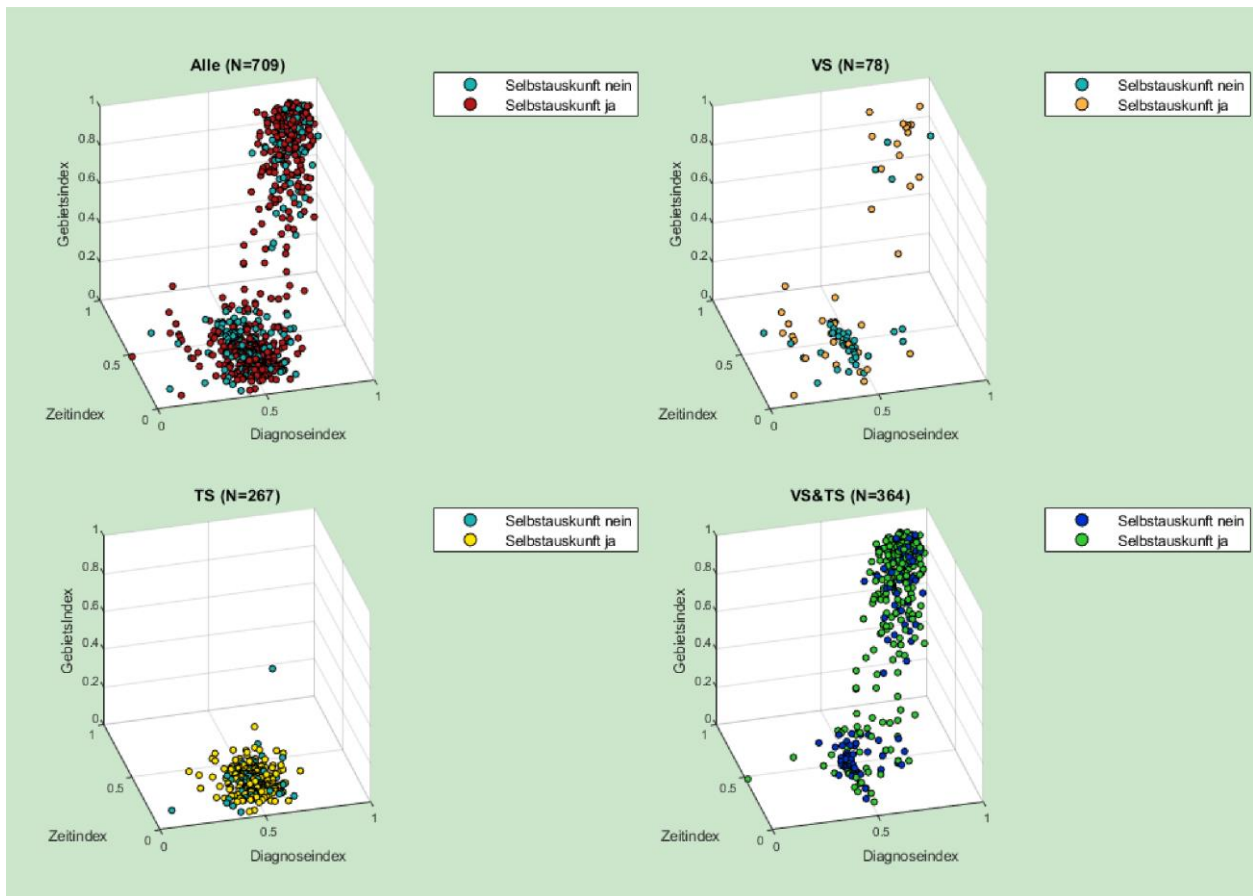 Alle (N=709)
Selbstauskunft nein
Selbstauskunft ja
1
0.8
0.6
0.4
0.2
0
Gebietsindex
1
0.5
0
Zeitindex
0
0.5
1
Diagnoseindex
VS (N=78)
Selbstauskunft nein
Selbstauskunft ja
1
0.8
0.6
0.4
0.2
0
Gebietsindex
1
0.5
0
Zeitindex
0
0.5
1
Diagnoseindex
TS (N=267)
Selbstauskunft nein
Selbstauskunft ja
1
0.8
0.6
0.4
0.2
0
GebietsIndex
1
0.5
0
Zeitindex
0
0.5
1
Diagnoseindex
VS&TS (N=364)
Selbstauskunft nein
Selbstauskunft ja
1
0.8
0.6
0.4
0.2
0
Gebietsindex
1
0.5
0
Zeitindex
0
0.5
1
Diagnoseindex